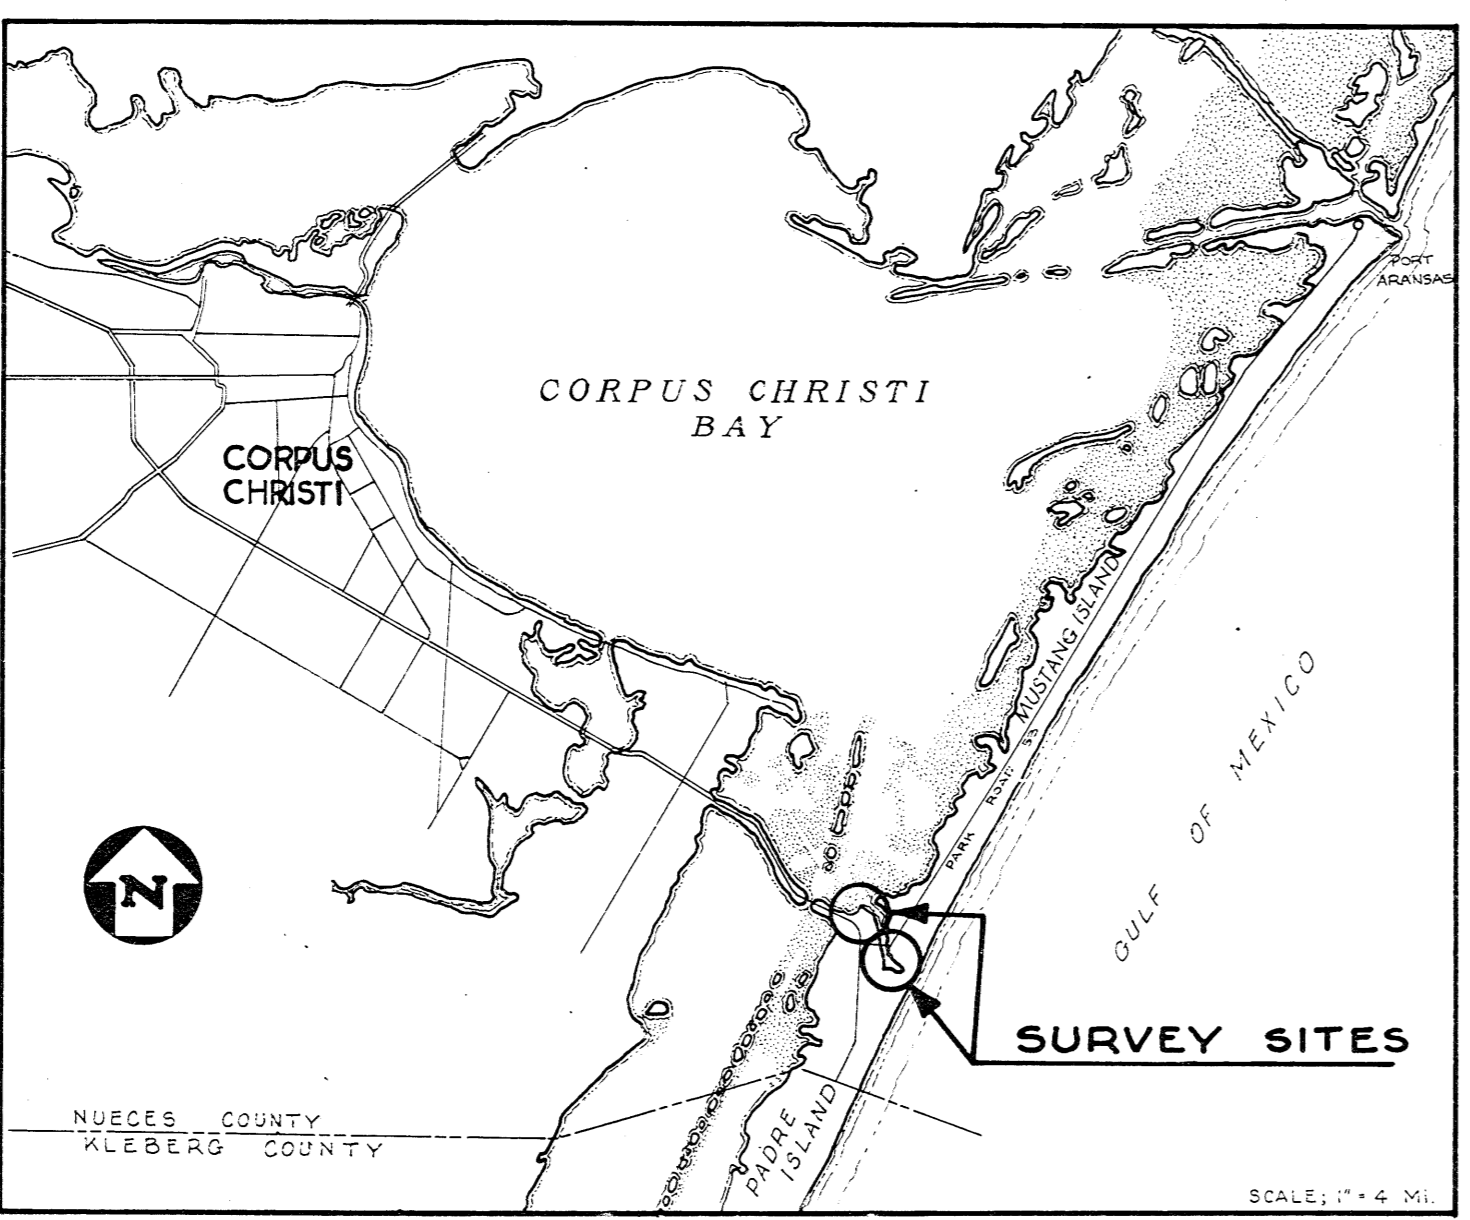 PORT
ARANSAS
CORPUS CHRISTI
BAY
CORPUS
CHRISTI
MUSTANG ISLAND
PARK ROAD 53
GULF OF MEXICO
N
SURVEY SITES
NUECES COUNTY
KLEBERG COUNTY
PADRE
ISLAND
SCALE; 1" = 4 Mi.